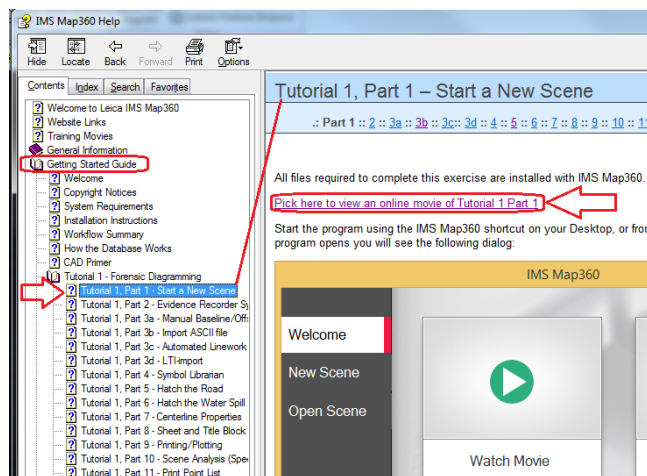 IMS Map360 Help
Hide Locate Back Forward Print Options
Contents Index Search Favorites
Welcome to Leica IMS Map360
Website Links
Training Movies
General Information
Getting Started Guide
Welcome
Copyright Notices
System Requirements
Installation Instructions
Workflow Summary
How the Database Works
CAD Primer
Tutorial 1 - Forensic Diagramming
Tutorial 1, Part 1 - Start a New Scene
Tutorial 1, Part 2 - Evidence Recorder Sy
Tutorial 1, Part 3a - Manual Baseline/Offs
Tutorial 1, Part 3b - Import ASCII file
Tutorial 1, Part 3c - Automated Linework
Tutorial 1, Part 3d - LTI-import
Tutorial 1, Part 4 - Symbol Librarian
Tutorial 1, Part 5 - Hatch the Road
Tutorial 1, Part 6 - Hatch the Water Spill
Tutorial 1, Part 7 - Centerline Properties
Tutorial 1, Part 8 - Sheet and Title Block
Tutorial 1, Part 9 - Printing/Plotting
Tutorial 1, Part 10 - Scene Analysis (Spe
Tutorial 1, Part 11 - Print Point List
Tutorial 1, Part 1 – Start a New Scene
.: Part 1 :: 2 :: 3a :: 3b :: 3c:: 3d :: 4 :: 5 :: 6 :: 7 :: 8 :: 9 :: 10 :: 11
All files required to complete this exercise are installed with IMS Map360.
Pick here to view an online movie of Tutorial 1 Part 1
Start the program using the IMS Map360 shortcut on your Desktop, or from
program opens you will see the following dialog:
IMS Map360
Welcome
New Scene
Open Scene
Watch Movie